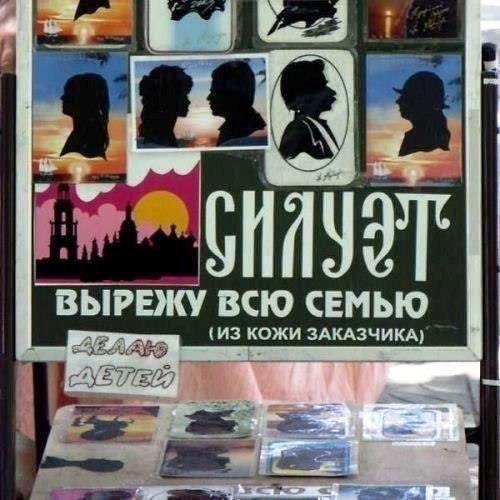 СИЛУЭТ
ВЫРЕЖУ ВСЮ СЕМЬЮ
(ИЗ КОЖИ ЗАКАЗЧИКА)
ДЕЛАЮ
ДЕТЕЙ